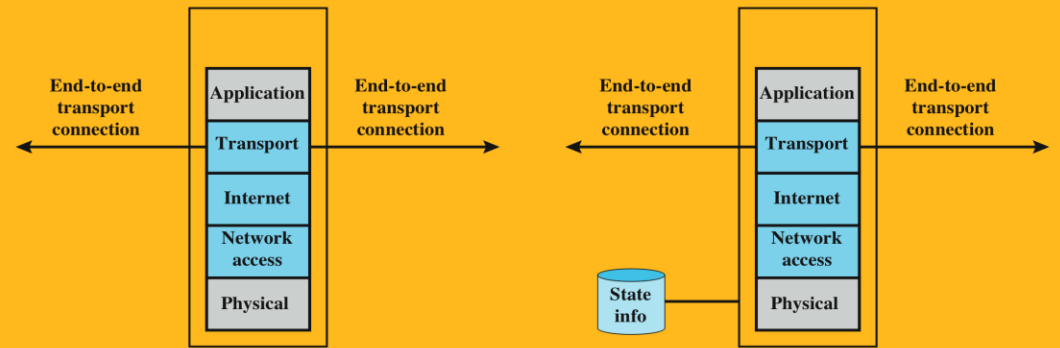 End-to-end
transport
connection
Application
Transport
Internet
Network
access
Physical
End-to-end
transport
connection
End-to-end
transport
connection
State
info
Application
Transport
Internet
Network
access
Physical
End-to-end
transport
connection